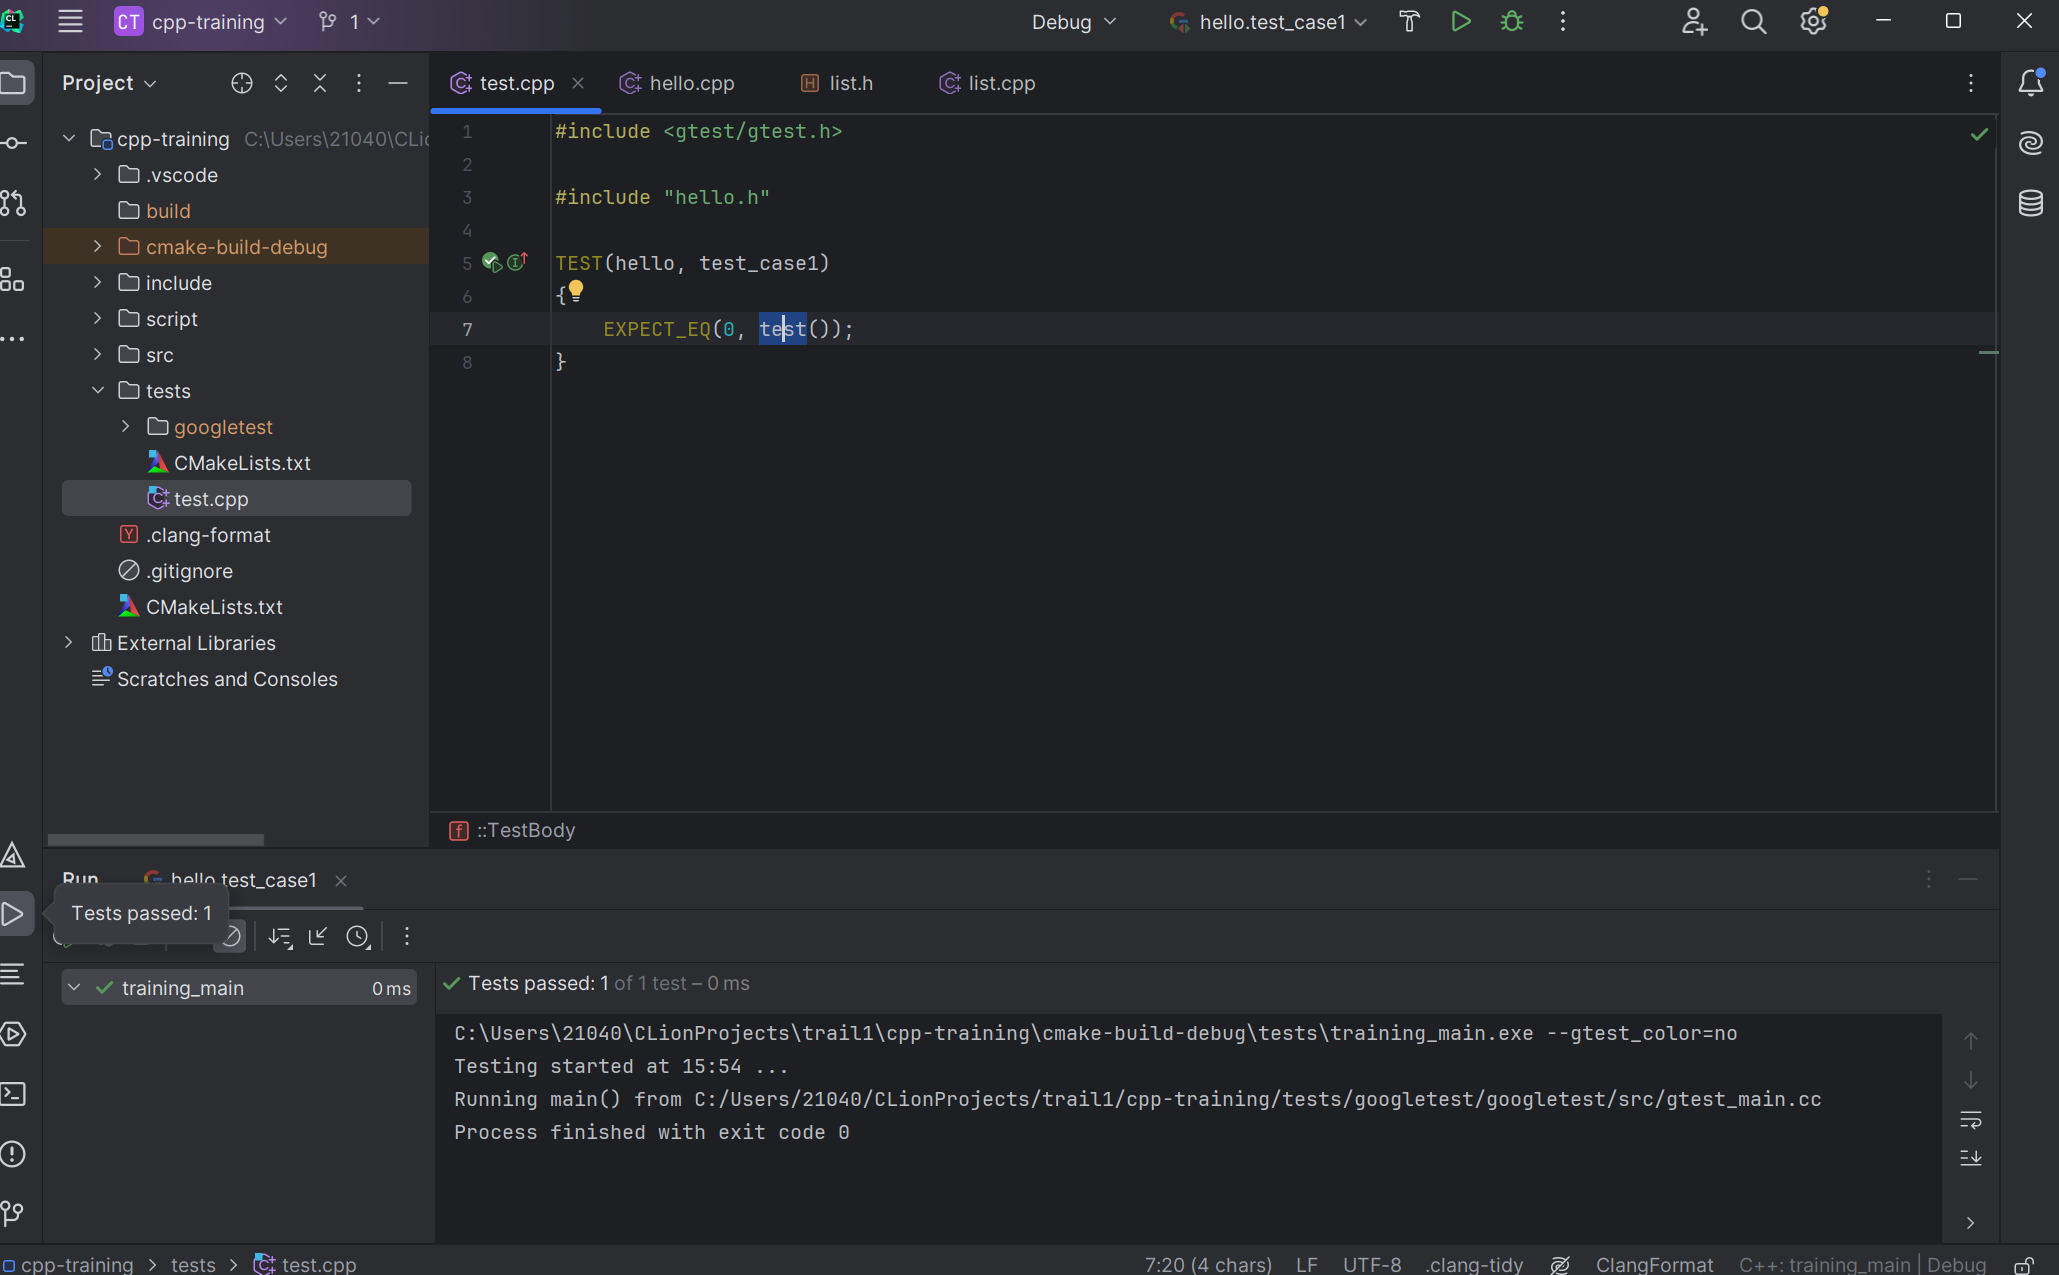 CL
CT cpp-training
1
Debug
hello.test_case1
Project
test.cpp
hello.cpp
H list.h
list.cpp
cpp-training C:\Users\21040\CLi
.vscode
build
cmake-build-debug
include
script
src
tests
googletest
CMakeLists.txt
test.cpp
Y .clang-format
.gitignore
CMakeLists.txt
External Libraries
Scratches and Consoles
1 #include <gtest/gtest.h>
2
3 #include "hello.h"
4
5 TEST(hello, test_case1)
6 {
7 EXPECT_EQ(0, test());
8 }
f ::TestBody
Run hello.test_case1
Tests passed: 1
training_main 0 ms
Tests passed: 1 of 1 test – 0 ms
C:\Users\21040\CLionProjects\trail1\cpp-training\cmake-build-debug\tests\training_main.exe --gtest_color=no
Testing started at 15:54 ...
Running main() from C:/Users/21040/CLionProjects/trail1/cpp-training/tests/googletest/googletest/src/gtest_main.cc
Process finished with exit code 0
cpp-training > tests > test.cpp
7:20 (4 chars) LF UTF-8 .clang-tidy ClangFormat C++: training_main | Debug